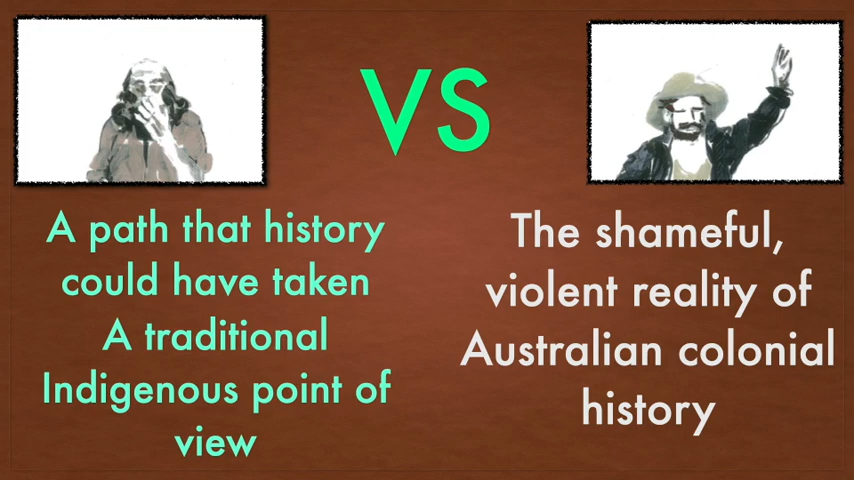 VS
A path that history
could have taken
A traditional
Indigenous point of
view
The shameful,
violent reality of
Australian colonial
history